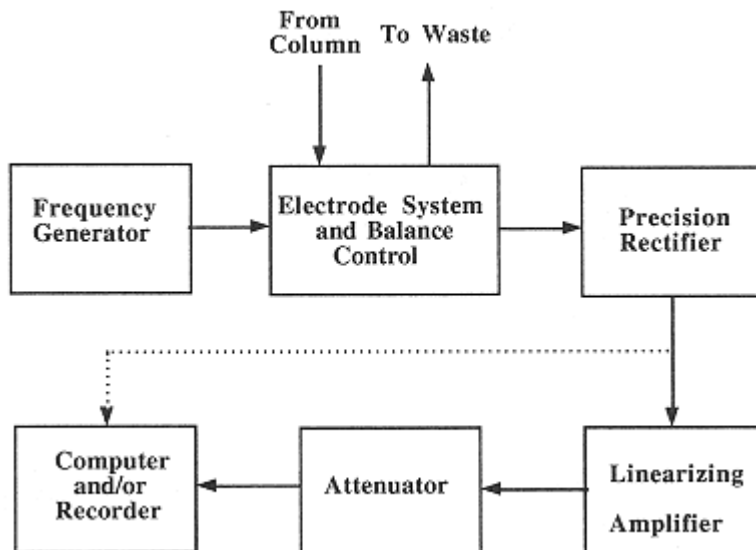 From
Column
To Waste
Frequency
Generator
Electrode System
and Balance
Control
Precision
Rectifier
Computer
and/or
Recorder
Attenuator
Linearizing
Amplifier